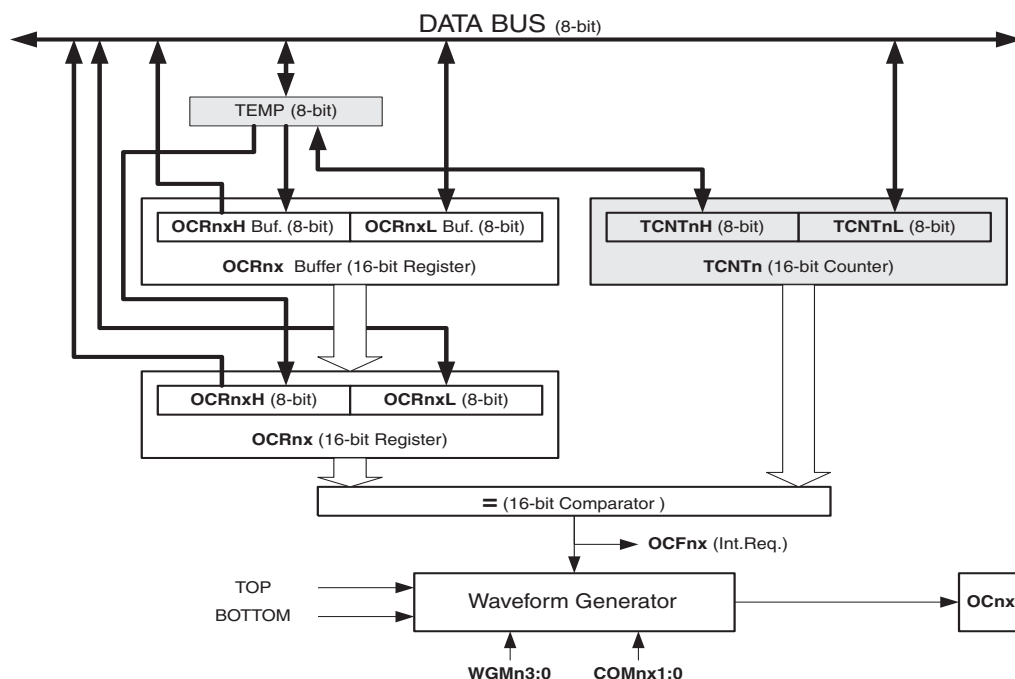 DATA BUS (8-bit)
TEMP (8-bit)
OCRnxH Buf. (8-bit) OCRnxL Buf. (8-bit)
OCRnx Buffer (16-bit Register)
TCNTnH (8-bit) TCNTnL (8-bit)
TCNTn (16-bit Counter)
OCRnxH (8-bit) OCRnxL (8-bit)
OCRnx (16-bit Register)
= (16-bit Comparator )
OCFnx (Int.Req.)
TOP
BOTTOM
Waveform Generator
OCnx
WGMn3:0 COMnx1:0